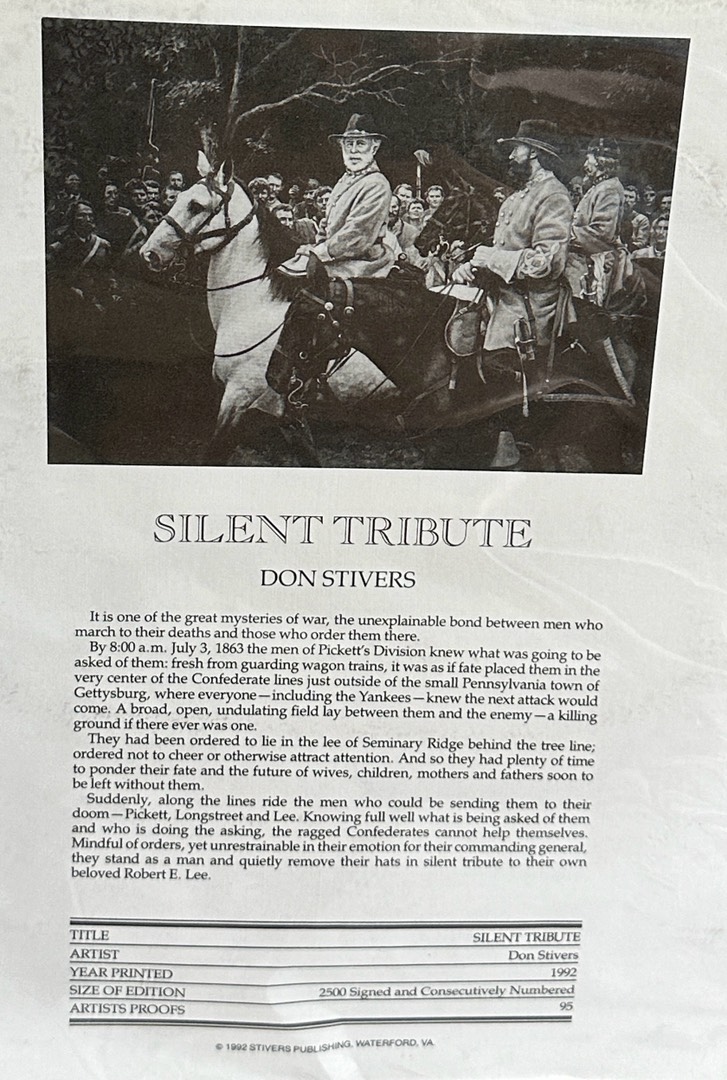 SILENT TRIBUTE
DON STIVERS
It is one of the great mysteries of war, the unexplainable bond between men who
march to their deaths and those who order them there.
By 8:00 a.m. July 3, 1863 the men of Pickett's Division knew what was going to be
asked of them: fresh from guarding wagon trains, it was as if fate placed them in the
very center of the Confederate lines just outside of the small Pennsylvania town of
Gettysburg, where everyone—including the Yankees—knew the next attack would
come. A broad, open, undulating field lay between them and the enemy—a killing
ground if there ever was one.
They had been ordered to lie in the lee of Seminary Ridge behind the tree line;
ordered not to cheer or otherwise attract attention. And so they had plenty of time
to ponder their fate and the future of wives, children, mothers and fathers soon to
be left without them.
Suddenly, along the lines ride the men who could be sending them to their
doom—Pickett, Longstreet and Lee. Knowing full well what is being asked of them
and who is doing the asking, the ragged Confederates cannot help themselves.
Mindful of orders, yet unrestrainable in their emotion for their commanding general,
they stand as a man and quietly remove their hats in silent tribute to their own
beloved Robert E. Lee.
TITLE SILENT TRIBUTE
ARTIST Don Stivers
YEAR PRINTED 1992
SIZE OF EDITION 2500 Signed and Consecutively Numbered
ARTISTS PROOFS 95
© 1992 STIVERS PUBLISHING, WATERFORD, VA